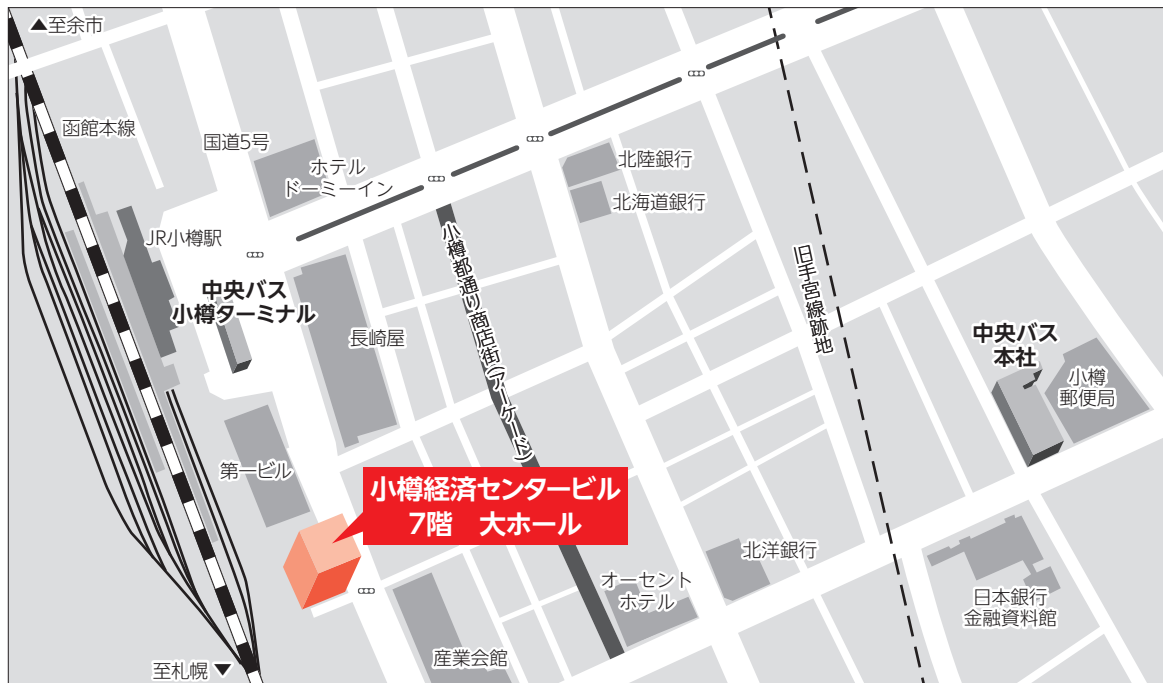 ▲至余市
函館本線
国道5号
ホテル
ドーミーイン
北陸銀行
北海道銀行
JR小樽駅
中央バス
小樽ターミナル
長崎屋
小樽都通り商店街(アーケード)
旧手宮線跡地
中央バス
本社
小樽
郵便局
第一ビル
小樽経済センタービル
7階　大ホール
北洋銀行
オーセント
ホテル
日本銀行
金融資料館
産業会館
至札幌▼